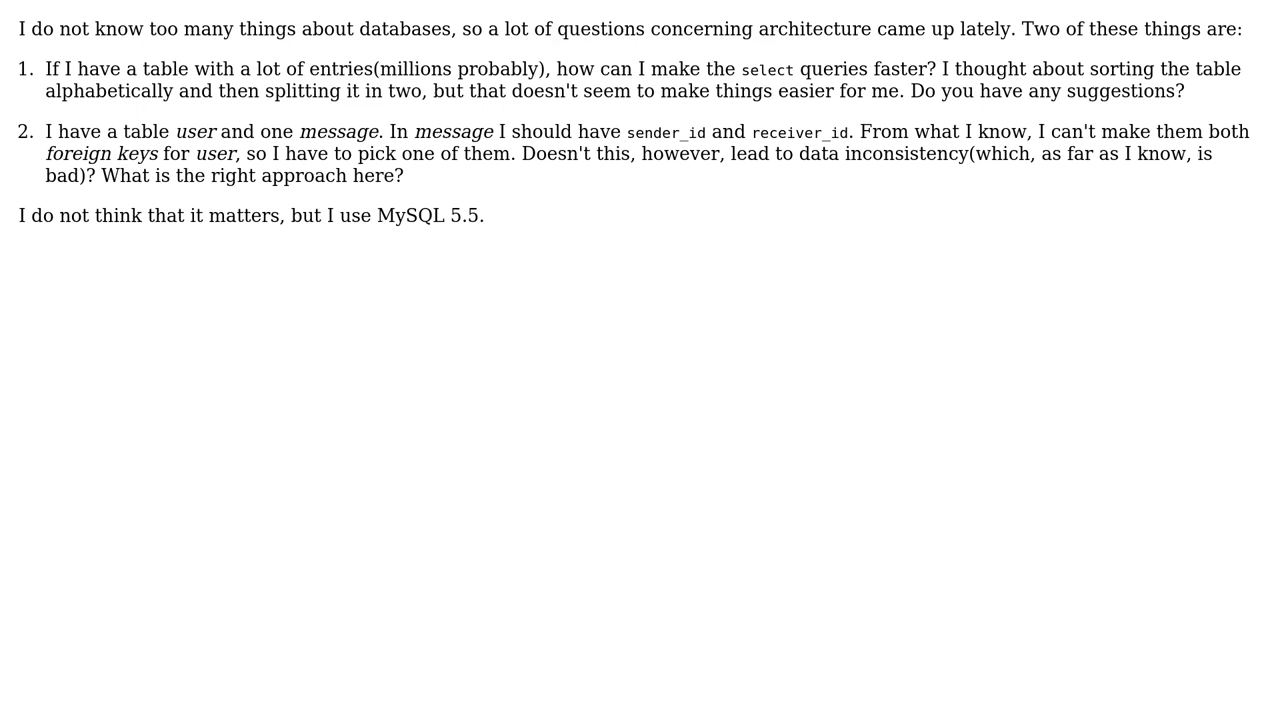 I do not know too many things about databases, so a lot of questions concerning architecture came up lately. Two of these things are:
1. If I have a table with a lot of entries(millions probably), how can I make the select queries faster? I thought about sorting the table
alphabetically and then splitting it in two, but that doesn't seem to make things easier for me. Do you have any suggestions?
2. I have a table user and one message. In message I should have sender_id and receiver_id. From what I know, I can't make them both
foreign keys for user, so I have to pick one of them. Doesn't this, however, lead to data inconsistency(which, as far as I know, is
bad)? What is the right approach here?
I do not think that it matters, but I use MySQL 5.5.